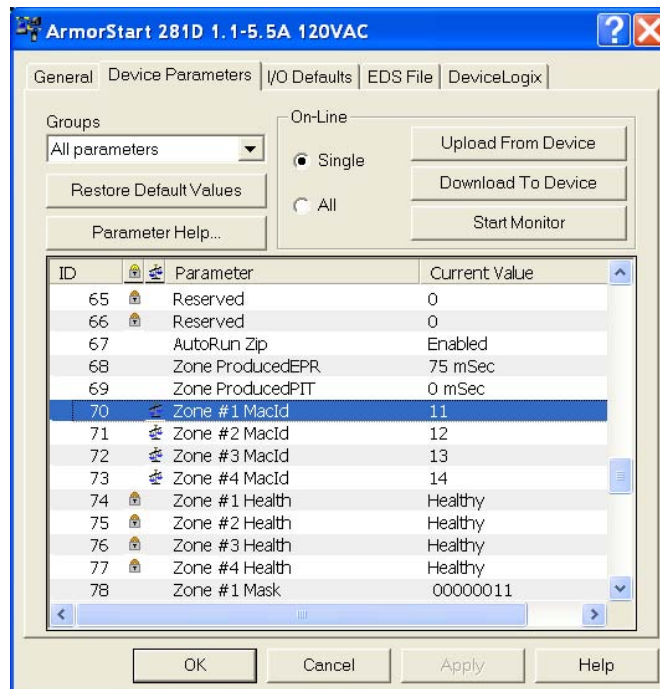 ArmorStart 281D 1.1-5.5A 120VAC
General Device Parameters I/O Defaults EDS File DeviceLogix
Groups
All parameters
Restore Default Values
Parameter Help...
On-Line
Single
All
Upload From Device
Download To Device
Start Monitor
ID Parameter Current Value
65 Reserved 0
66 Reserved 0
67 AutoRun Zip Enabled
68 Zone ProducedEPR 75 mSec
69 Zone ProducedPIT 0 mSec
70 Zone #1 MacId 11
71 Zone #2 MacId 12
72 Zone #3 MacId 13
73 Zone #4 MacId 14
74 Zone #1 Health Healthy
75 Zone #2 Health Healthy
76 Zone #3 Health Healthy
77 Zone #4 Health Healthy
78 Zone #1 Mask 00000011
OK Cancel Apply Help